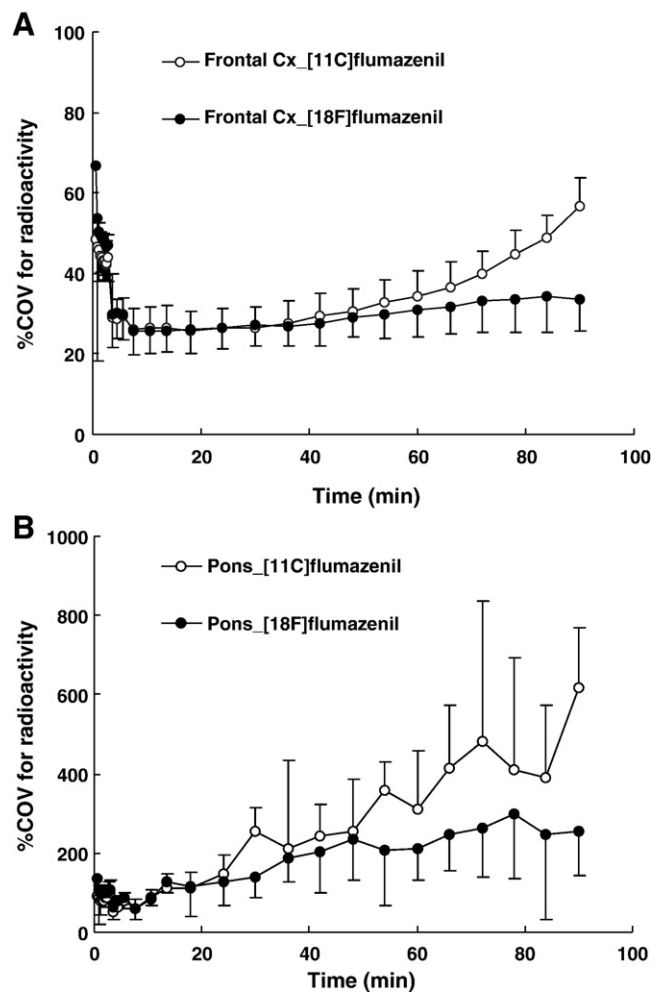 A
100
80
60
40
20
0
%COV for radioactivity
Frontal Cx_[11C]flumazenil
Frontal Cx_[18F]flumazenil
0 20 40 60 80 100
Time (min)
B
1000
800
600
400
200
0
%COV for radioactivity
Pons_[11C]flumazenil
Pons_[18F]flumazenil
0 20 40 60 80 100
Time (min)